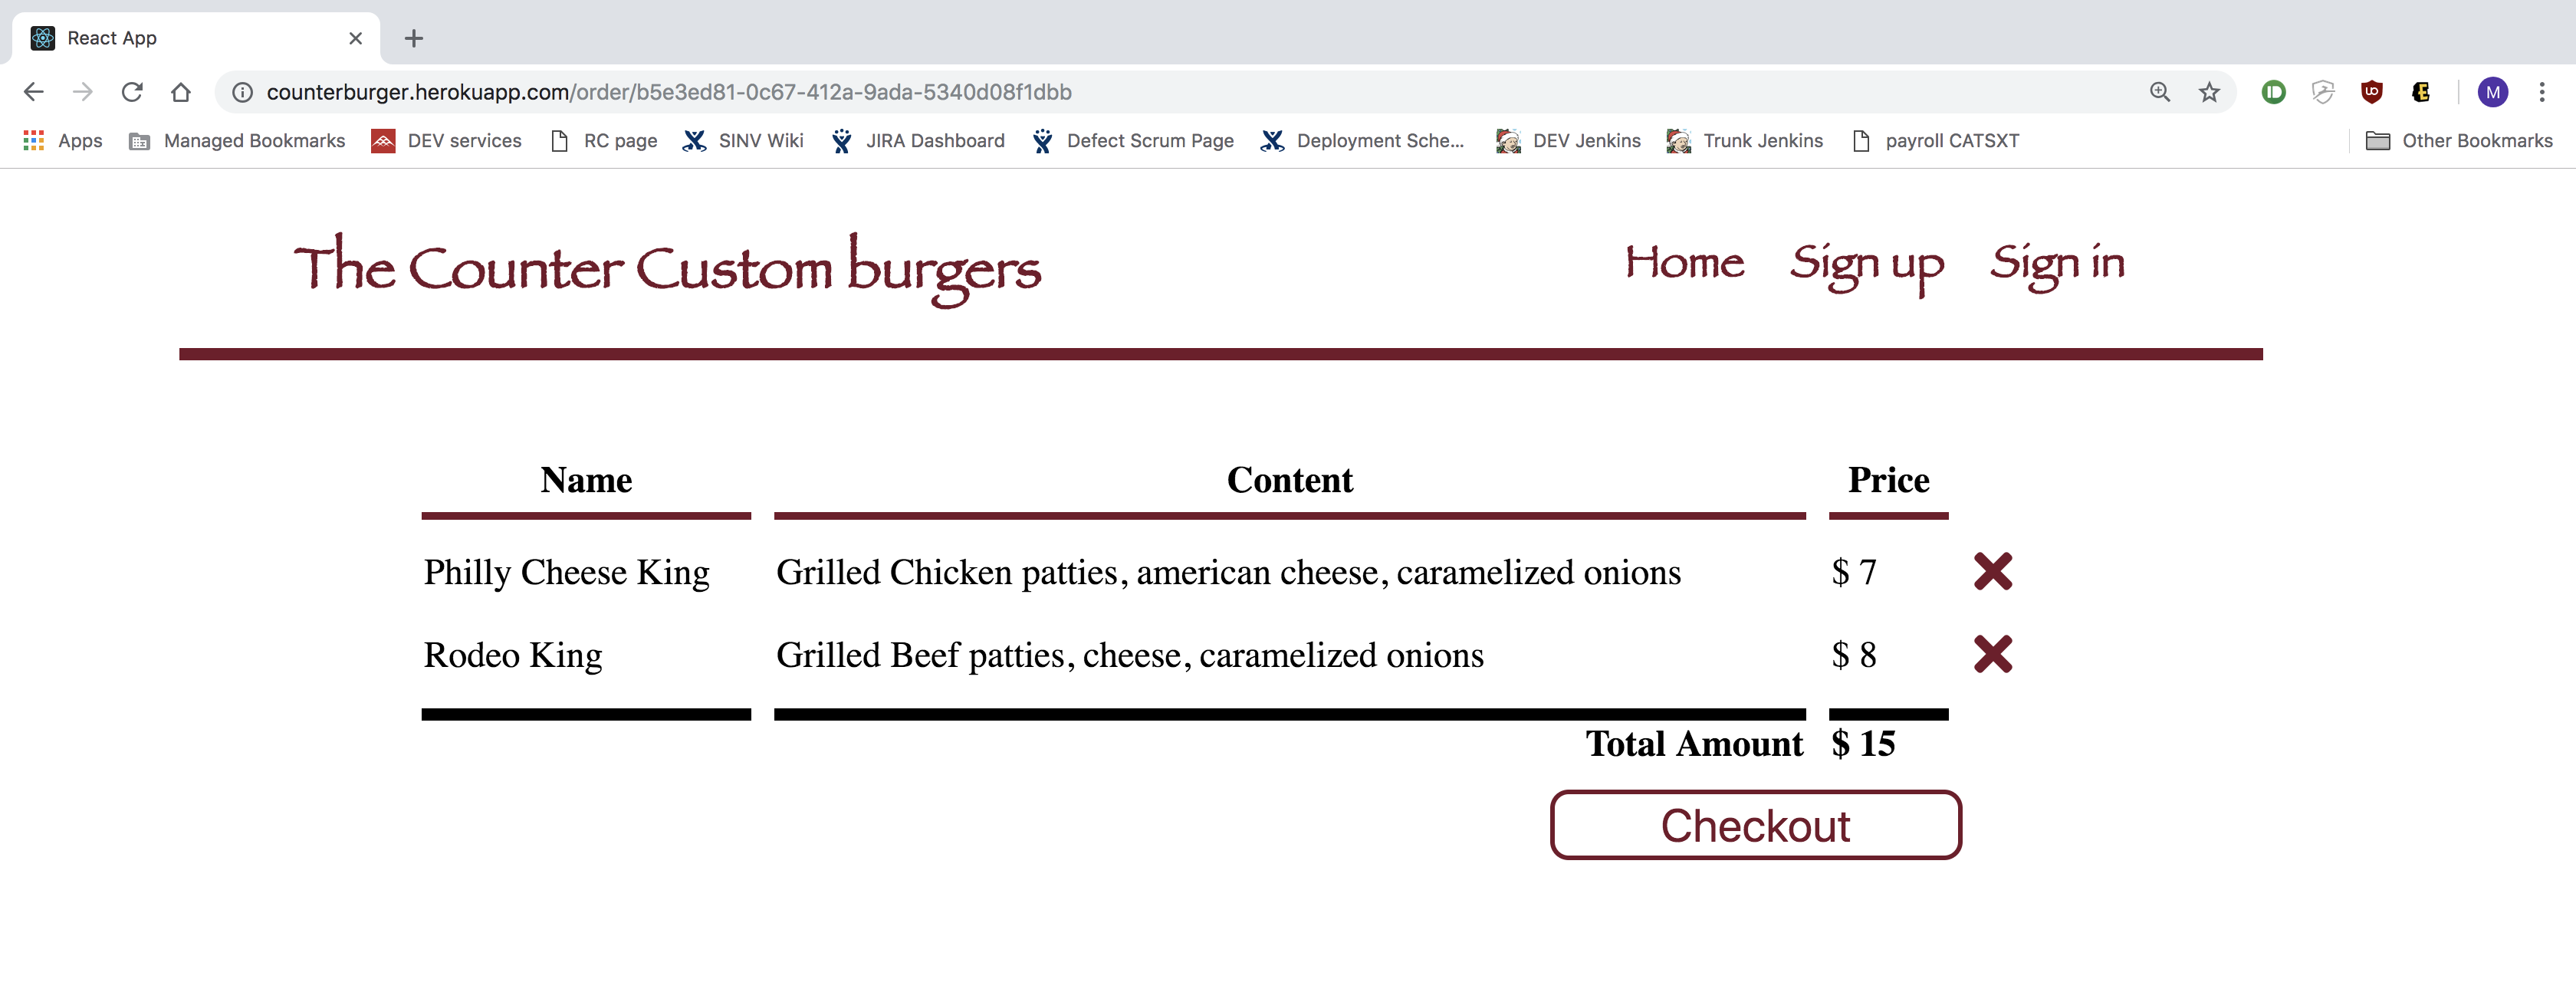 React App
counterburger.herokuapp.com/order/b5e3ed81-0c67-412a-9ada-5340d08f1dbb
M
Apps Managed Bookmarks DEV services RC page SINV Wiki JIRA Dashboard Defect Scrum Page Deployment Sche... DEV Jenkins Trunk Jenkins payroll CATSXT Other Bookmarks
The Counter Custom burgers Home Sign up Sign in
Name Content Price
Philly Cheese King Grilled Chicken patties, american cheese, caramelized onions $ 7
Rodeo King Grilled Beef patties, cheese, caramelized onions $ 8
Total Amount $ 15
Checkout